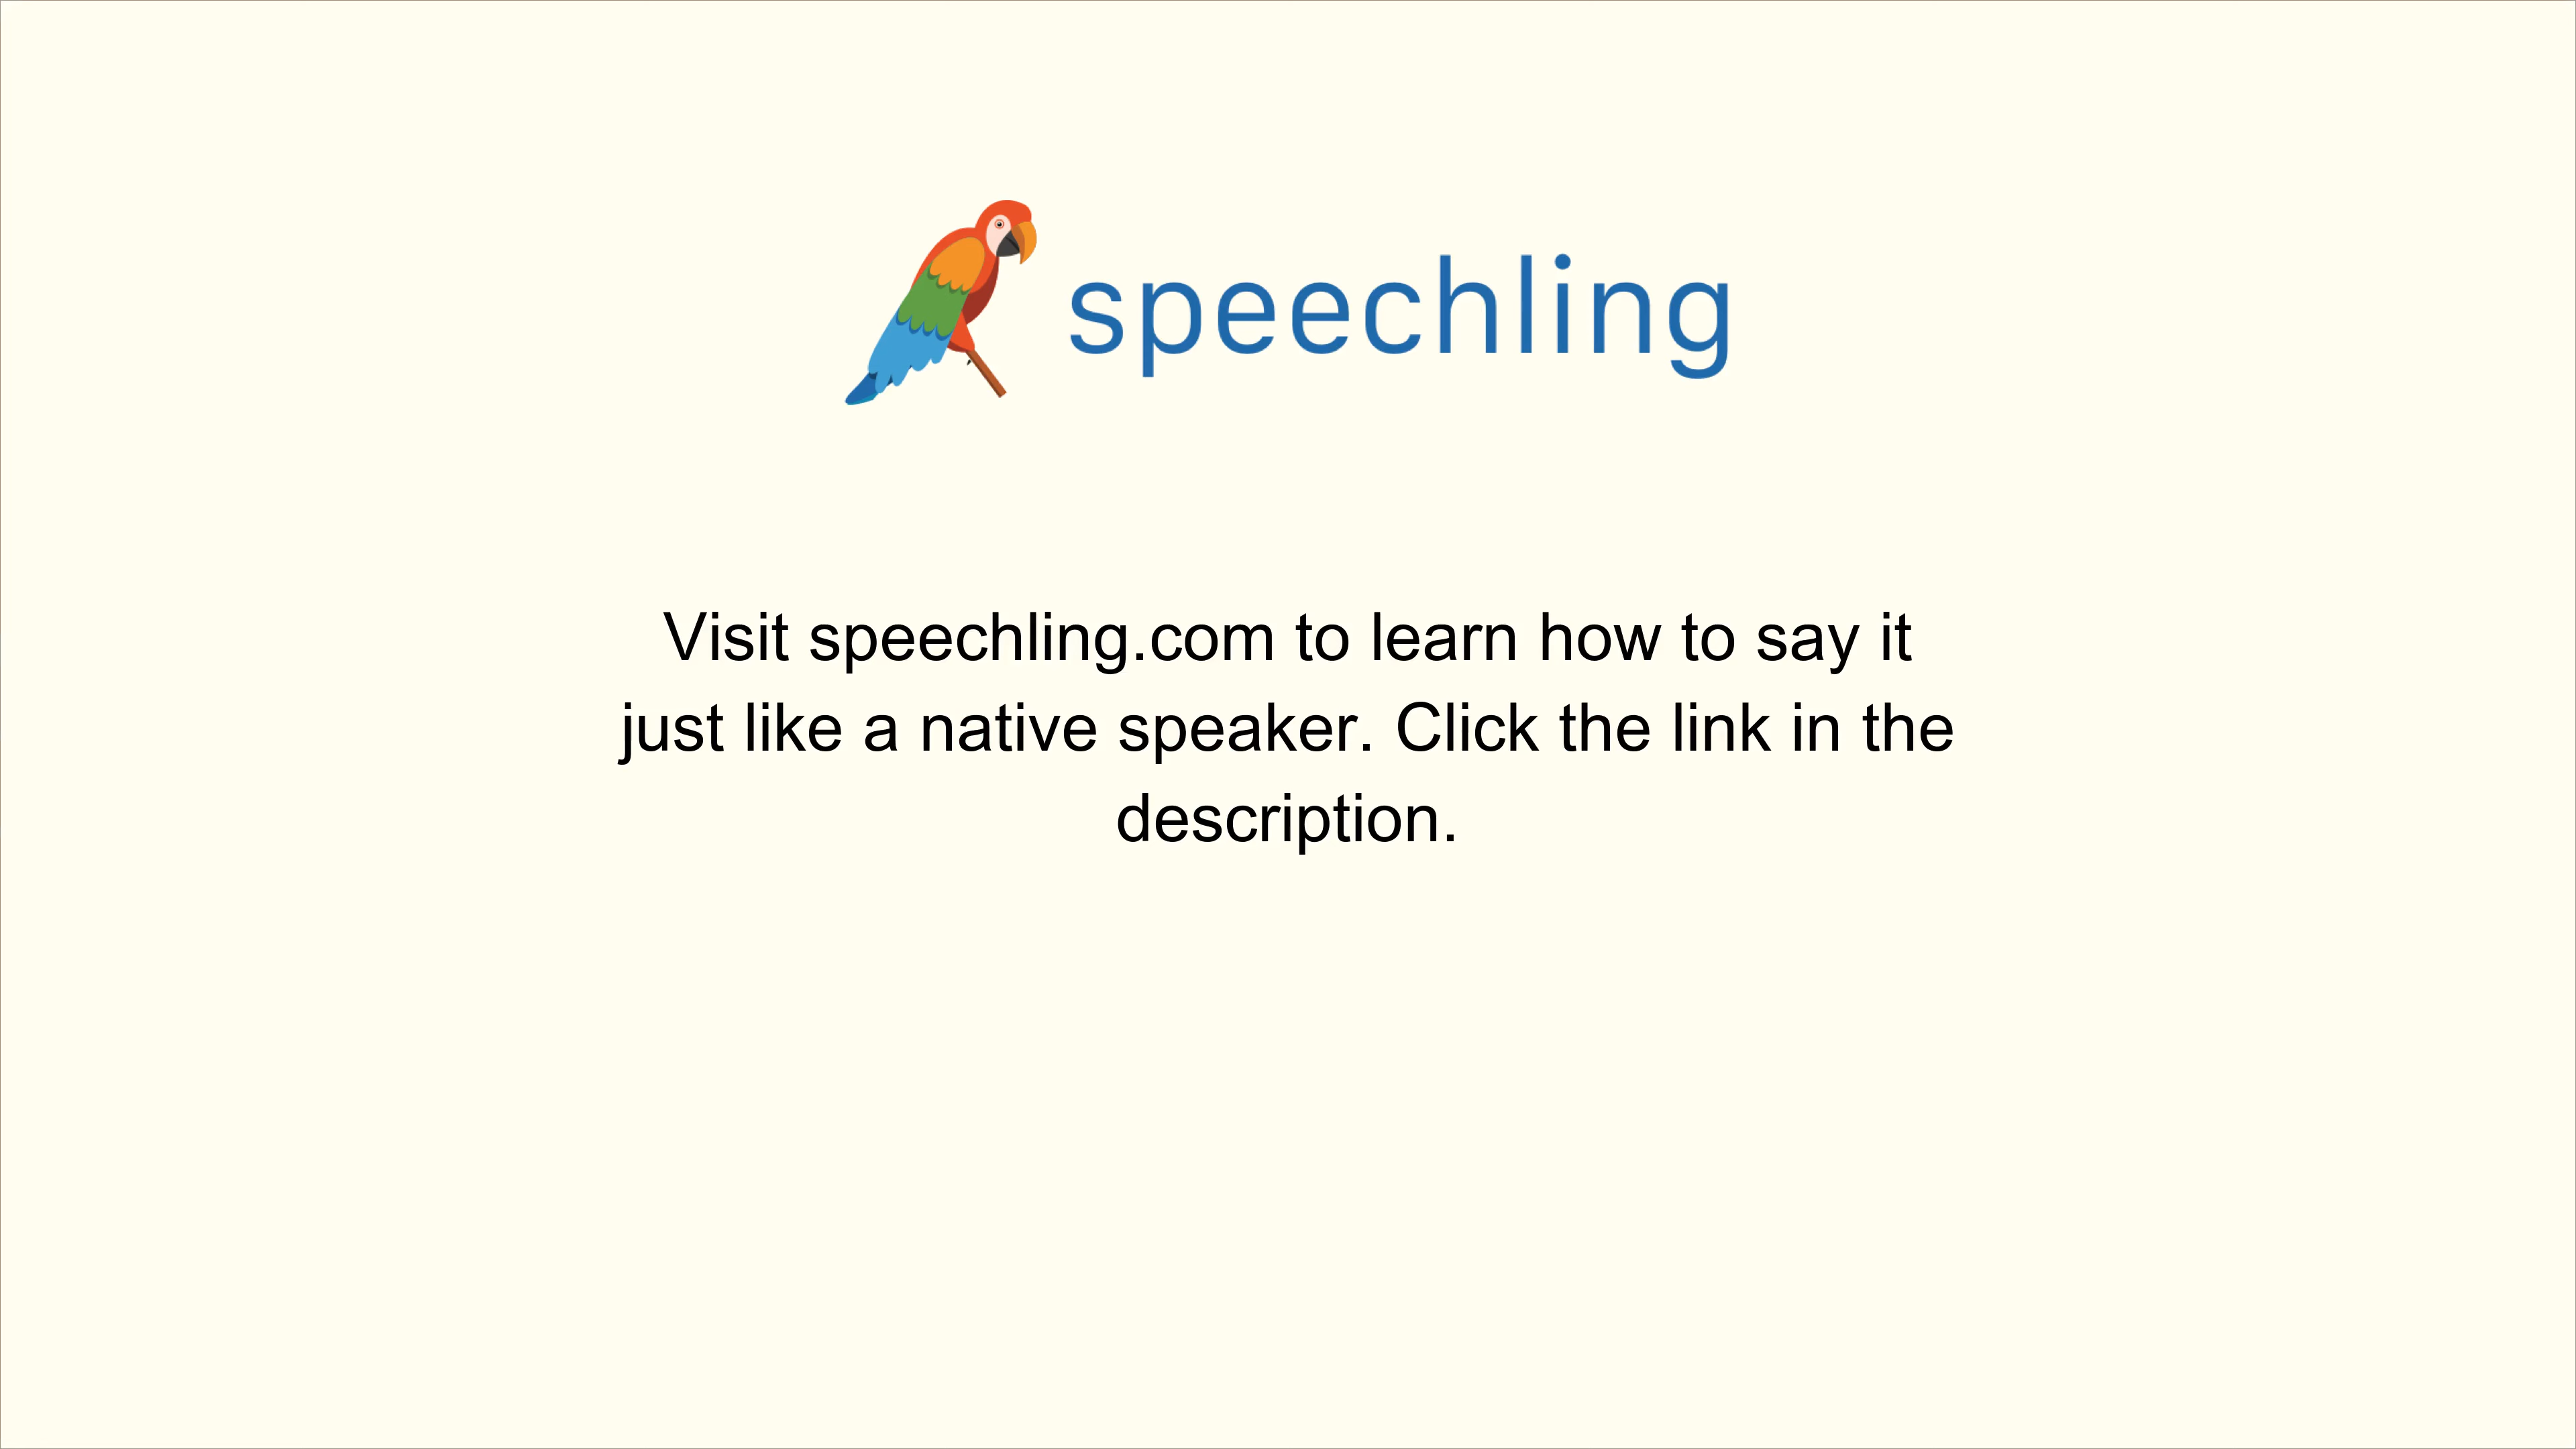 speechling
Visit speechling.com to learn how to say it
just like a native speaker. Click the link in the
description.